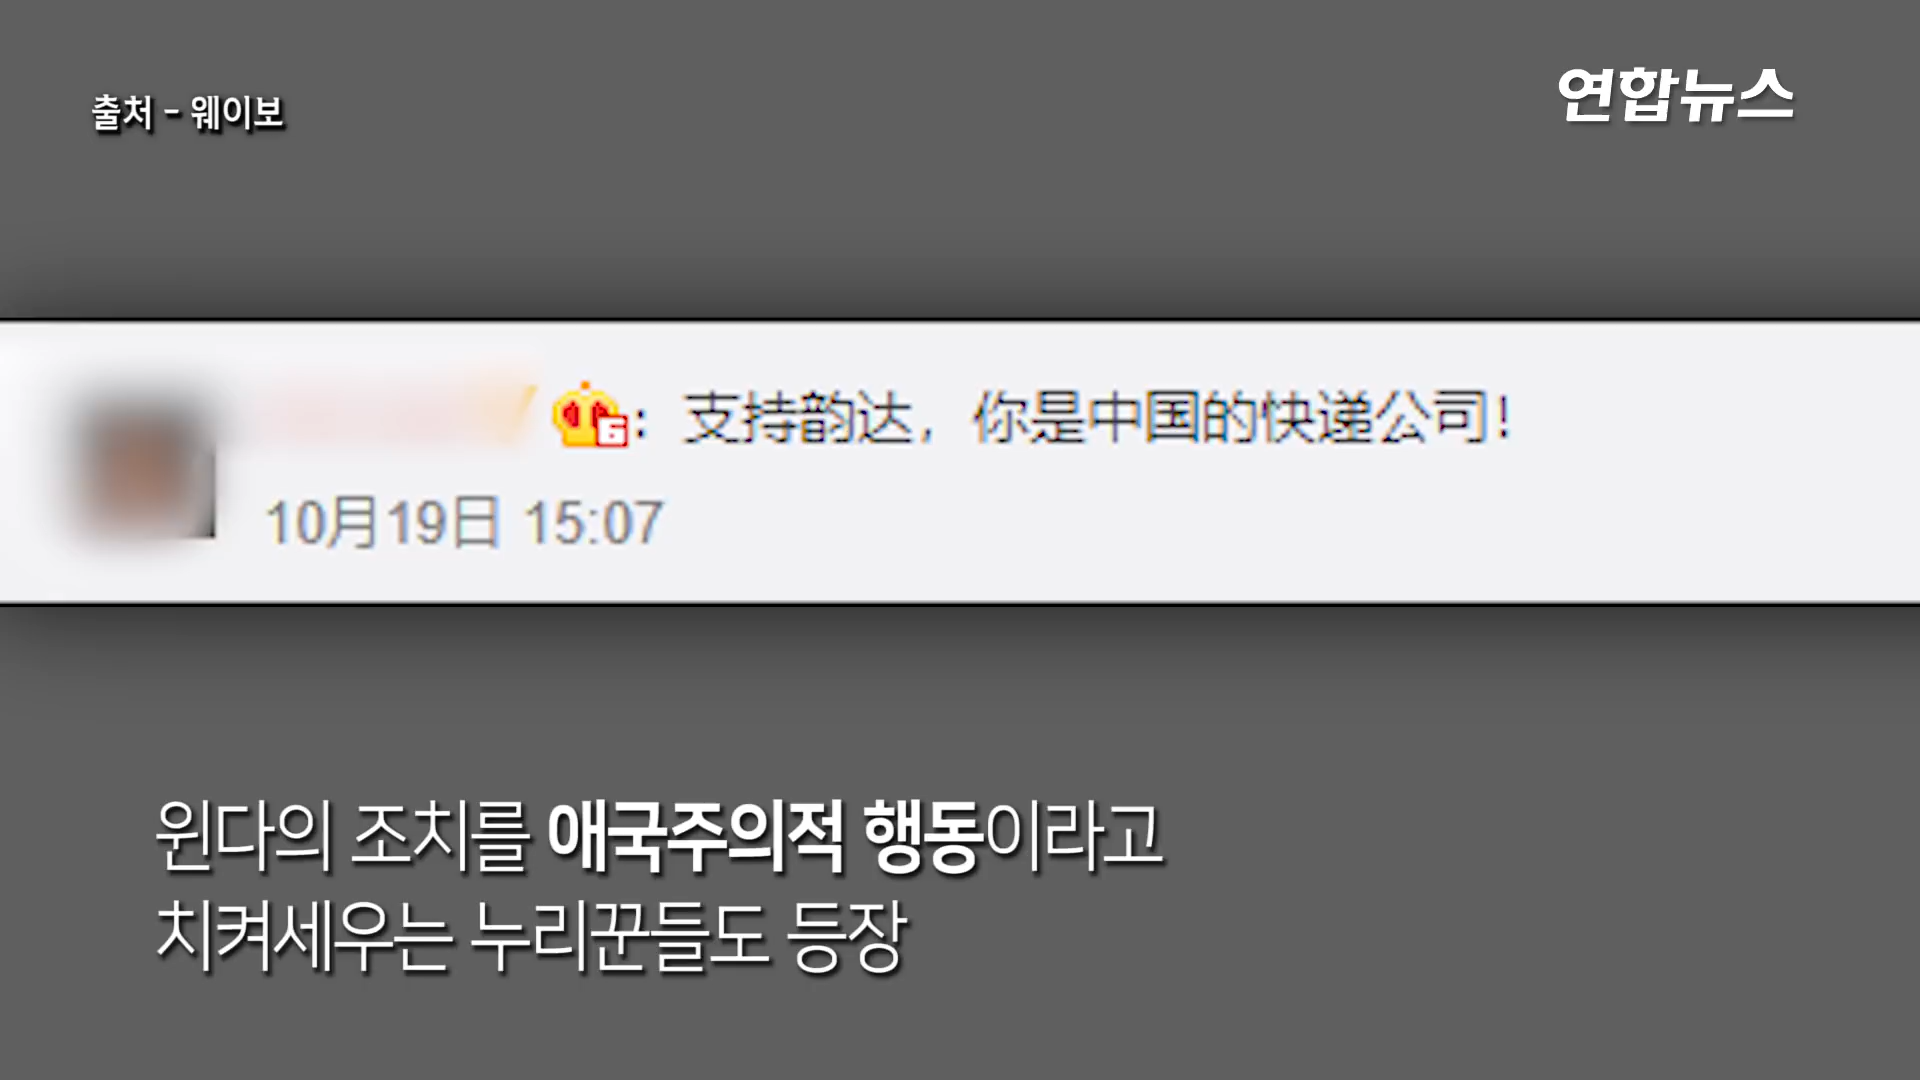 출처 - 웨이보
연합뉴스
: 支持韵达，你是中国的快递公司！
10月19日 15:07
윈다의 조치를 애국주의적 행동이라고
치켜세우는 누리꾼들도 등장